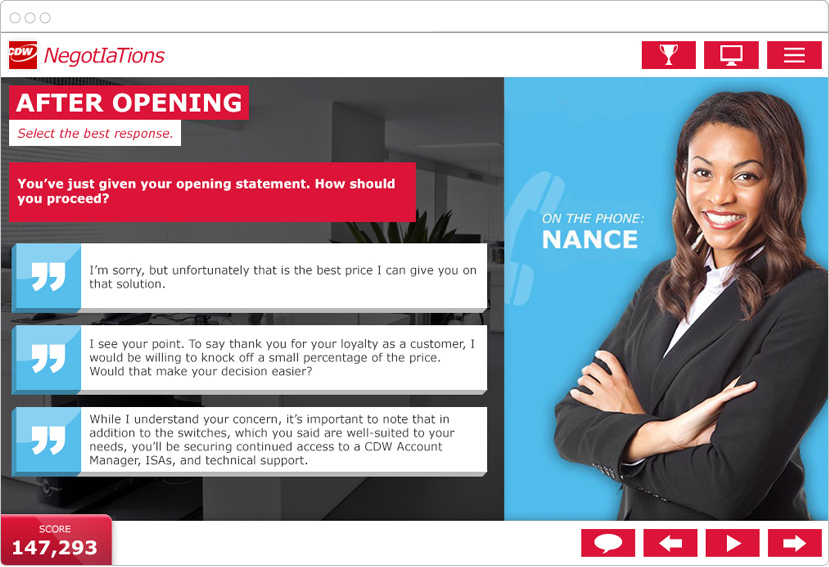 CDW NegotIaTions
AFTER OPENING
Select the best response.
You’ve just given your opening statement. How should
you proceed?
I’m sorry, but unfortunately that is the best price I can give you on
that solution.
I see your point. To say thank you for your loyalty as a customer, I
would be willing to knock off a small percentage of the price.
Would that make your decision easier?
While I understand your concern, it’s important to note that in
addition to the switches, which you said are well-suited to your
needs, you’ll be securing continued access to a CDW Account
Manager, ISAs, and technical support.
ON THE PHONE:
NANCE
SCORE
147,293